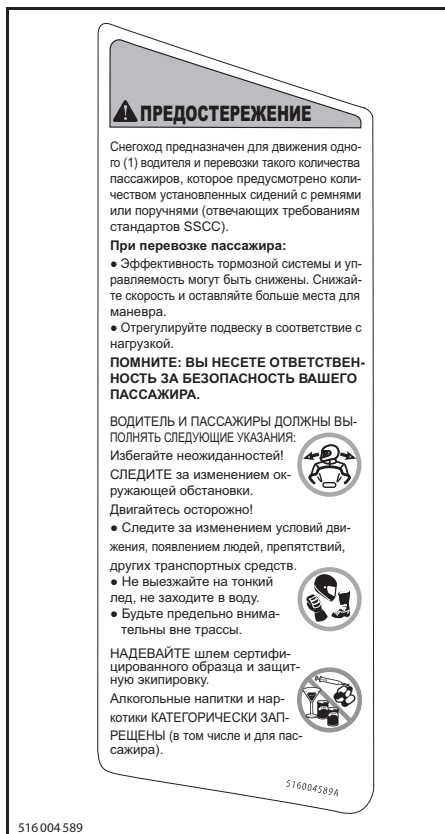 ПРЕДОСТЕРЕЖЕНИЕ
Снегоход предназначен для движения одно-
го (1) водителя и перевозки такого количества
пассажиров, которое предусмотрено коли-
чеством установленных сидений с ремнями
или поручнями (отвечающих требованиям
стандартов SSCC).
При перевозке пассажира:
● Эффективность тормозной системы и уп-
равляемость могут быть снижены. Снижай-
те скорость и оставляйте больше места для
маневра.
● Отрегулируйте подвеску в соответствие с
нагрузкой.
ПОМНИТЕ: ВЫ НЕСЕТЕ ОТВЕТСТВЕН-
НОСТЬ ЗА БЕЗОПАСНОСТЬ ВАШЕГО
ПАССАЖИРА.
ВОДИТЕЛЬ И ПАССАЖИРЫ ДОЛЖНЫ ВЫ-
ПОЛНЯТЬ СЛЕДУЮЩИЕ УКАЗАНИЯ:
Избегайте неожиданностей!
СЛЕДИТЕ за изменением ок-
ружающей обстановки.
Двигайтесь осторожно!
● Следите за изменением условий дви-
жения, появлением людей, препятствий,
других транспортных средств.
● Не выезжайте на тонкий
лед, не заходите в воду.
● Будьте предельно внима-
тельны вне трассы.
НАДЕВАЙТЕ шлем сертифи-
цированного образца и защит-
ную экипировку.
Алкогольные напитки и нар-
котики КАТЕГОРИЧЕСКИ ЗАП-
РЕЩЕНЫ (в том числе и для пас-
сажира).
516004589A
516 004 589